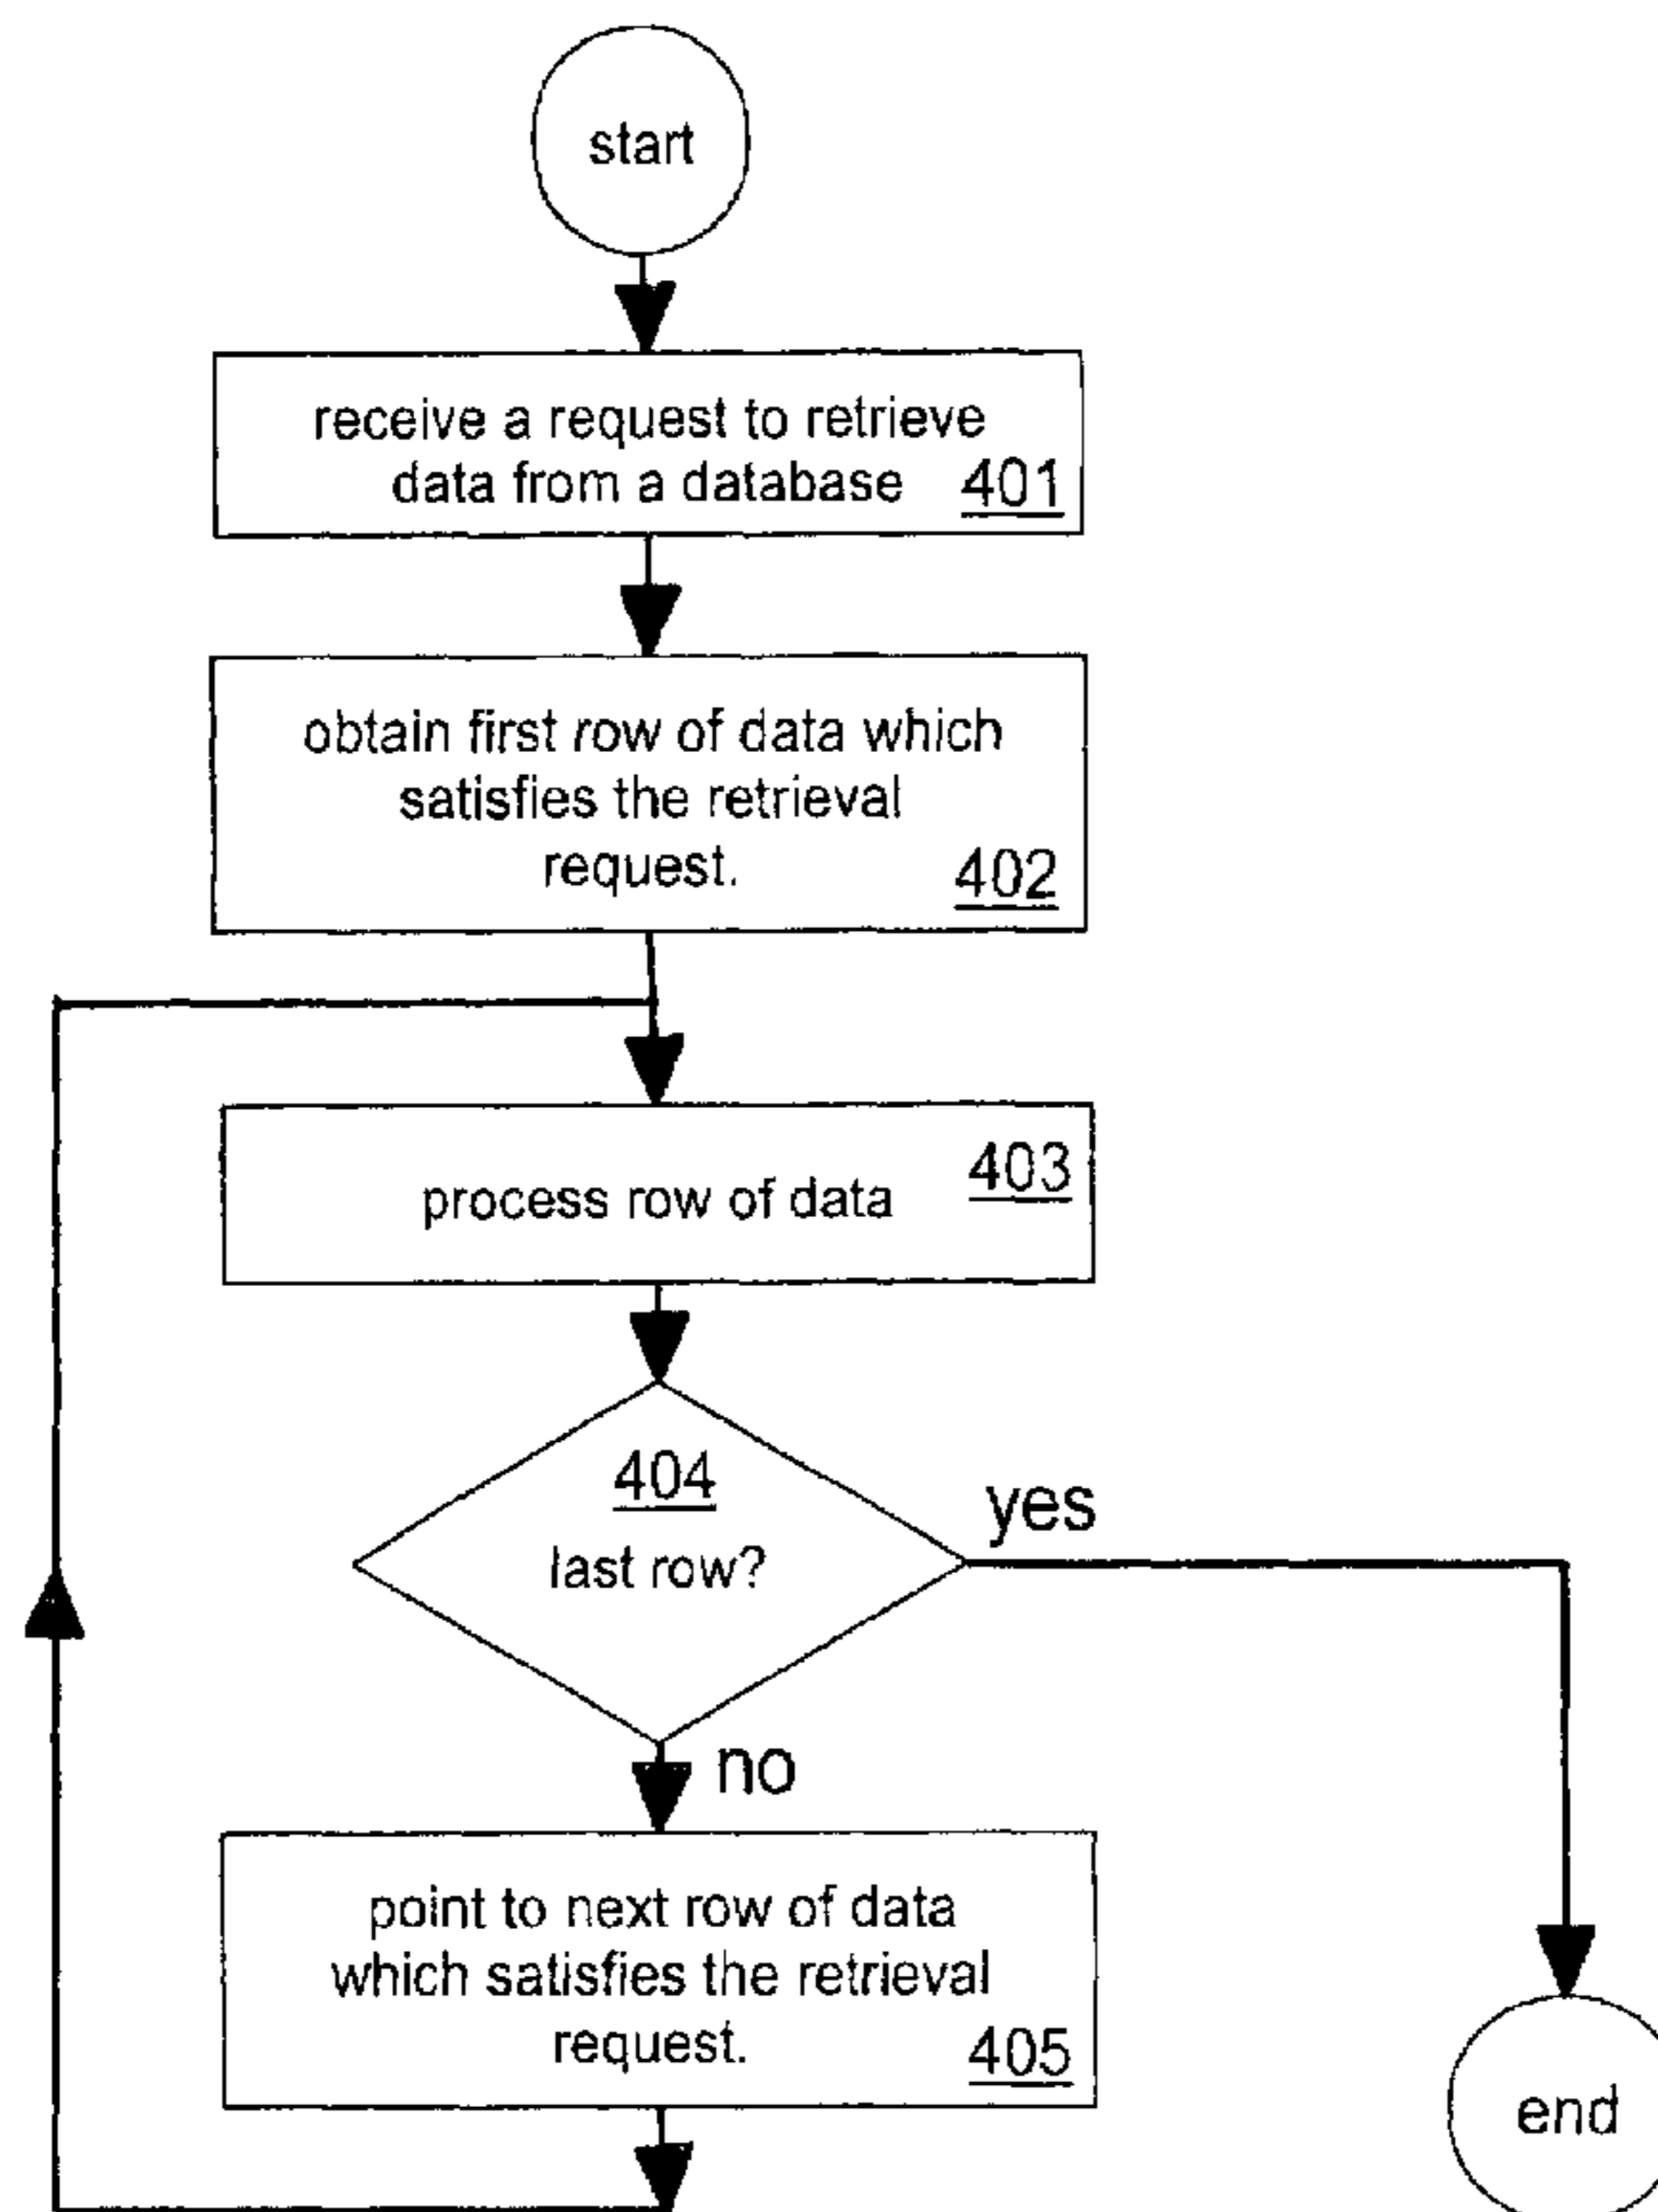 start
receive a request to retrieve
data from a database 401
obtain first row of data which
satisfies the retrieval
request. 402
403
process row of data
404
last row?
yes
no
point to next row of data
which satisfies the retrieval
request. 405
end